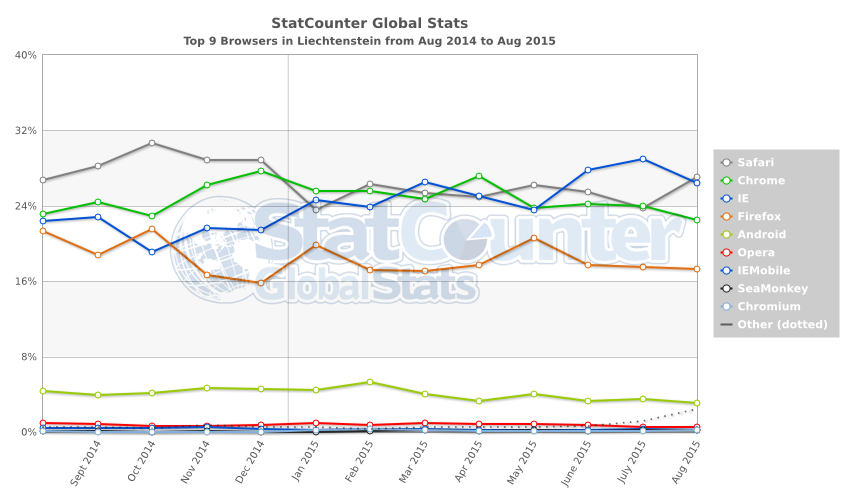 StatCounter Global Stats
Top 9 Browsers in Liechtenstein from Aug 2014 to Aug 2015
40%
32%
24%
16%
8%
0%
StatCounter
GlobalStats
Safari
Chrome
IE
Firefox
Android
Opera
IEMobile
SeaMonkey
Chromium
Other (dotted)
Sept 2014
Oct 2014
Nov 2014
Dec 2014
Jan 2015
Feb 2015
Mar 2015
Apr 2015
May 2015
June 2015
July 2015
Aug 2015